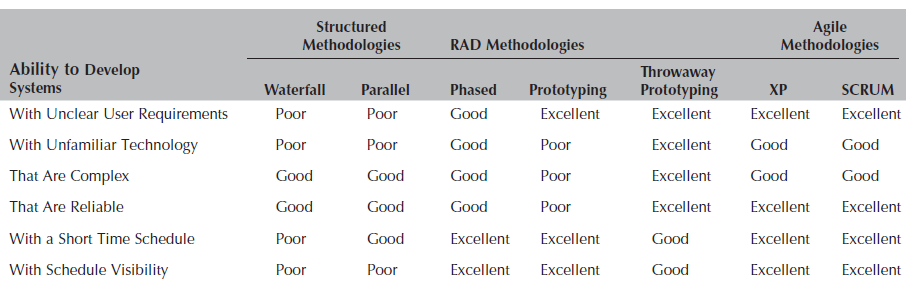 Structured Methodologies RAD Methodologies Agile Methodologies
Ability to Develop Systems Waterfall Parallel Phased Prototyping Throwaway Prototyping XP SCRUM
With Unclear User Requirements Poor Poor Good Excellent Excellent Excellent Excellent
With Unfamiliar Technology Poor Poor Good Poor Excellent Good Good
That Are Complex Good Good Good Poor Excellent Good Good
That Are Reliable Good Good Good Poor Excellent Excellent Excellent
With a Short Time Schedule Poor Good Excellent Excellent Good Excellent Excellent
With Schedule Visibility Poor Poor Excellent Excellent Good Excellent Excellent